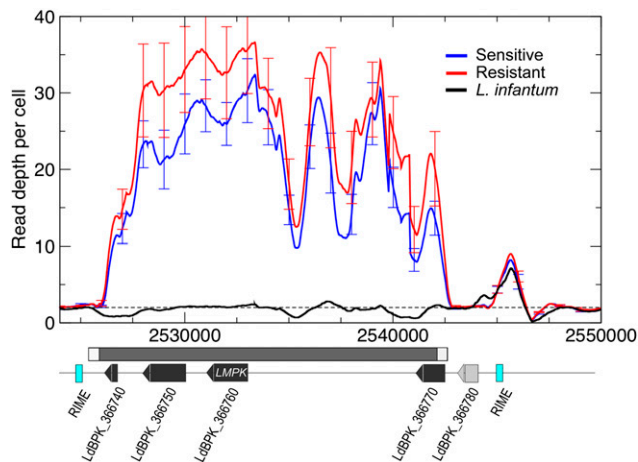 Read depth per cell
40
30
20
10
0
Sensitive
Resistant
L. infantum
2530000
2540000
2550000
LMPK
RIME
LdBPK_366740
LdBPK_366750
LdBPK_366760
LdBPK_366770
LdBPK_366780
RIME